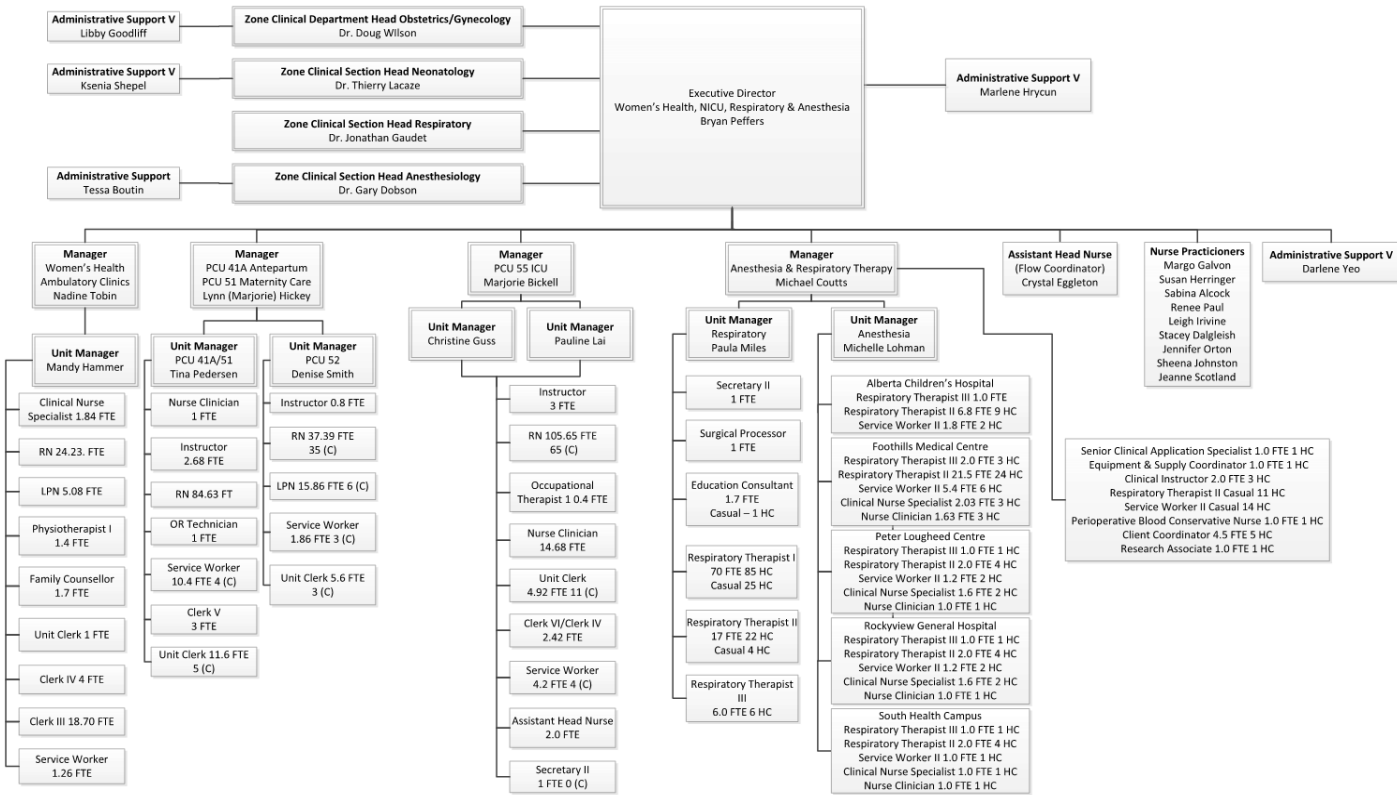 Administrative Support V
Libby Goodliff
Zone Clinical Department Head Obstetrics/Gynecology
Dr. Doug WIlson
Administrative Support V
Ksenia Shepel
Zone Clinical Section Head Neonatology
Dr. Thierry Lacaze
Zone Clinical Section Head Respiratory
Dr. Jonathan Gaudet
Administrative Support
Tessa Boutin
Zone Clinical Section Head Anesthesiology
Dr. Gary Dobson
Executive Director
Women's Health, NICU, Respiratory & Anesthesia
Bryan Peffers
Administrative Support V
Marlene Hrycun
Manager
Women's Health
Ambulatory Clinics
Nadine Tobin
Manager
PCU 41A Antepartum
PCU 51 Maternity Care
Lynn (Marjorie) Hickey
Manager
PCU 55 ICU
Marjorie Bickell
Manager
Anesthesia & Respiratory Therapy
Michael Coutts
Assistant Head Nurse
(Flow Coordinator)
Crystal Eggleton
Nurse Practicioners
Margo Galvon
Susan Herringer
Sabina Alcock
Renee Paul
Leigh Irivine
Stacey Dalgleish
Jennifer Orton
Sheena Johnston
Jeanne Scotland
Administrative Support V
Darlene Yeo
Unit Manager
Mandy Hammer
Clinical Nurse
Specialist 1.84 FTE
RN 24.23. FTE
LPN 5.08 FTE
Physiotherapist I
1.4 FTE
Family Counsellor
1.7 FTE
Unit Clerk 1 FTE
Clerk IV 4 FTE
Clerk III 18.70 FTE
Service Worker
1.26 FTE
Unit Manager
PCU 41A/51
Tina Pedersen
Nurse Clinician
1 FTE
Instructor
2.68 FTE
RN 84.63 FT
OR Technician
1 FTE
Service Worker
10.4 FTE 4 (C)
Clerk V
3 FTE
Unit Clerk 11.6 FTE
5 (C)
Unit Manager
PCU 52
Denise Smith
Instructor 0.8 FTE
RN 37.39 FTE
35 (C)
LPN 15.86 FTE 6 (C)
Service Worker
1.86 FTE 3 (C)
Unit Clerk 5.6 FTE
3 (C)
Unit Manager
Christine Guss
Unit Manager
Pauline Lai
Instructor
3 FTE
RN 105.65 FTE
65 (C)
Occupational
Therapist 1 0.4 FTE
Nurse Clinician
14.68 FTE
Unit Clerk
4.92 FTE 11 (C)
Clerk VI/Clerk IV
2.42 FTE
Service Worker
4.2 FTE 4 (C)
Assistant Head Nurse
2.0 FTE
Secretary II
1 FTE 0 (C)
Unit Manager
Respiratory
Paula Miles
Secretary II
1 FTE
Surgical Processor
1 FTE
Education Consultant
1.7 FTE
Casual – 1 HC
Respiratory Therapist I
70 FTE 85 HC
Casual 25 HC
Respiratory Therapist II
17 FTE 22 HC
Casual 4 HC
Respiratory Therapist
III
6.0 FTE 6 HC
Unit Manager
Anesthesia
Michelle Lohman
Alberta Children's Hospital
Respiratory Therapist III 1.0 FTE
Respiratory Therapist II 6.8 FTE 9 HC
Service Worker II 1.8 FTE 2 HC
Foothills Medical Centre
Respiratory Therapist III 2.0 FTE 3 HC
Respiratory Therapist II 21.5 FTE 24 HC
Service Worker II 5.4 FTE 6 HC
Clinical Nurse Specialist 2.03 FTE 3 HC
Nurse Clinician 1.63 FTE 3 HC
Peter Lougheed Centre
Respiratory Therapist III 1.0 FTE 1 HC
Respiratory Therapist II 2.0 FTE 4 HC
Service Worker II 1.2 FTE 2 HC
Clinical Nurse Specialist 1.6 FTE 2 HC
Nurse Clinician 1.0 FTE 1 HC
Rockyview General Hospital
Respiratory Therapist III 1.0 FTE 1 HC
Respiratory Therapist II 2.0 FTE 4 HC
Service Worker II 1.2 FTE 2 HC
Clinical Nurse Specialist 1.6 FTE 2 HC
Nurse Clinician 1.0 FTE 1 HC
South Health Campus
Respiratory Therapist III 1.0 FTE 1 HC
Respiratory Therapist II 2.0 FTE 4 HC
Service Worker II 1.0 FTE 1 HC
Clinical Nurse Specialist 1.0 FTE 1 HC
Nurse Clinician 1.0 FTE 1 HC
Senior Clinical Application Specialist 1.0 FTE 1 HC
Equipment & Supply Coordinator 1.0 FTE 1 HC
Clinical Instructor 2.0 FTE 3 HC
Respiratory Therapist II Casual 11 HC
Service Worker II Casual 14 HC
Perioperative Blood Conservative Nurse 1.0 FTE 1 HC
Client Coordinator 4.5 FTE 5 HC
Research Associate 1.0 FTE 1 HC